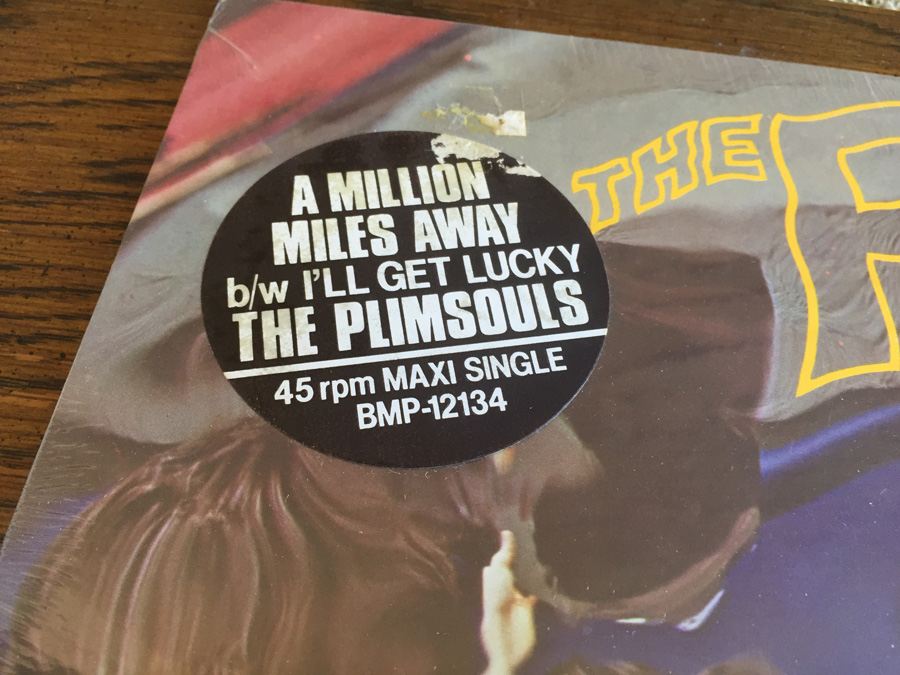 A MILLION
MILES AWAY
b/w I'LL GET LUCKY
THE PLIMSOULS
45 rpm MAXI SINGLE
BMP-12134
THE